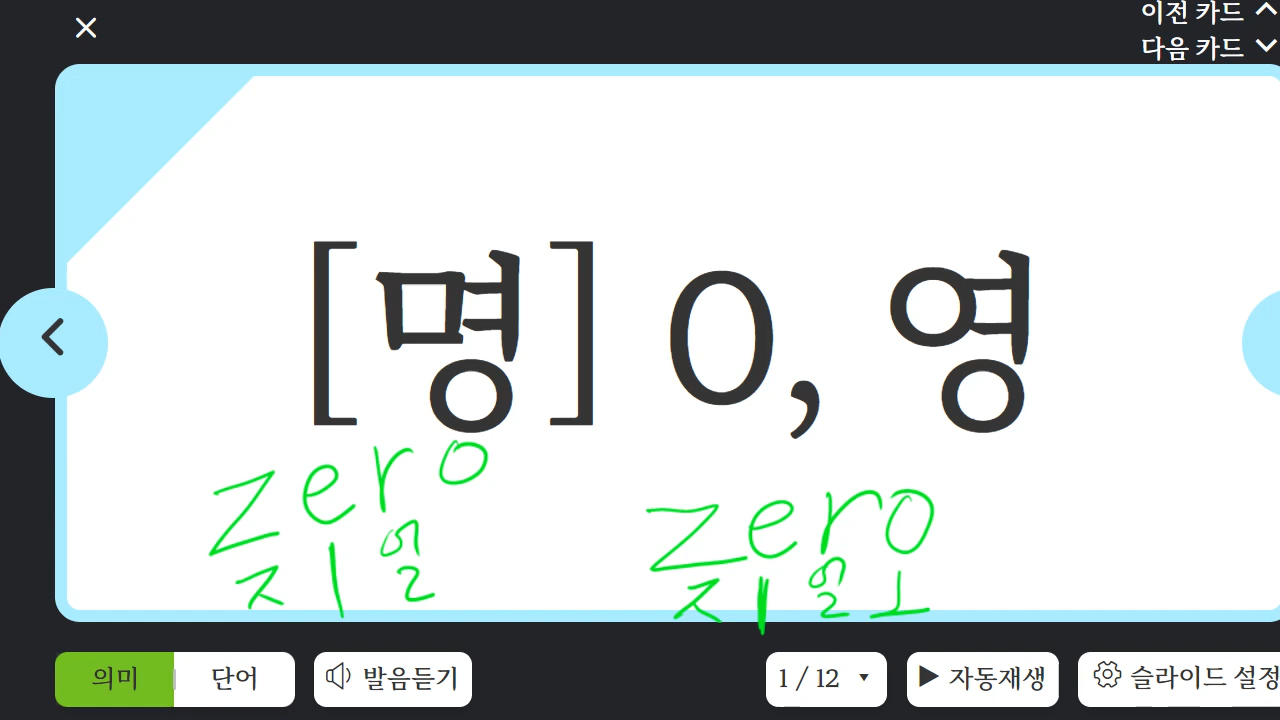 이전 카드
다음 카드
[명] 0, 영
zero zero
ㅈㅣ얼 ㅈㅣ얼ㅗ
의미 단어 발음듣기 1 / 12 자동재생 슬라이드 설정